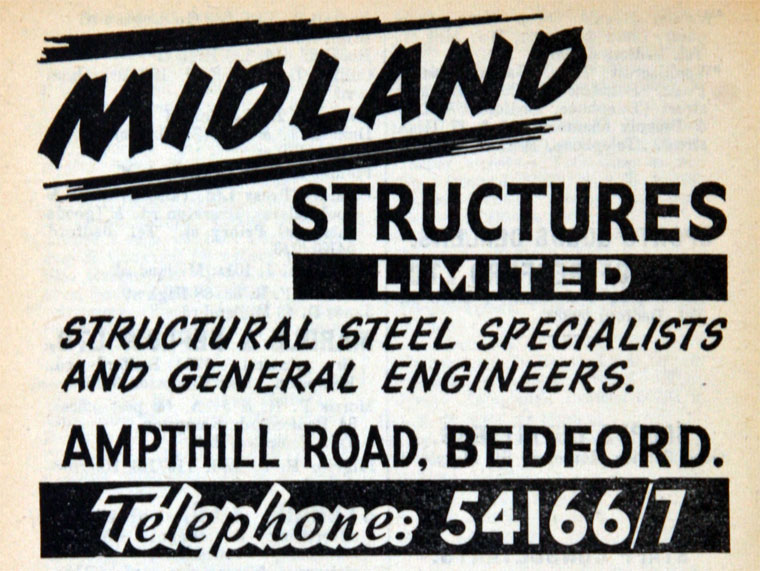 MIDLAND
STRUCTURES
LIMITED
STRUCTURAL STEEL SPECIALISTS
AND GENERAL ENGINEERS.
AMPTHILL ROAD, BEDFORD.
Telephone: 54166/7